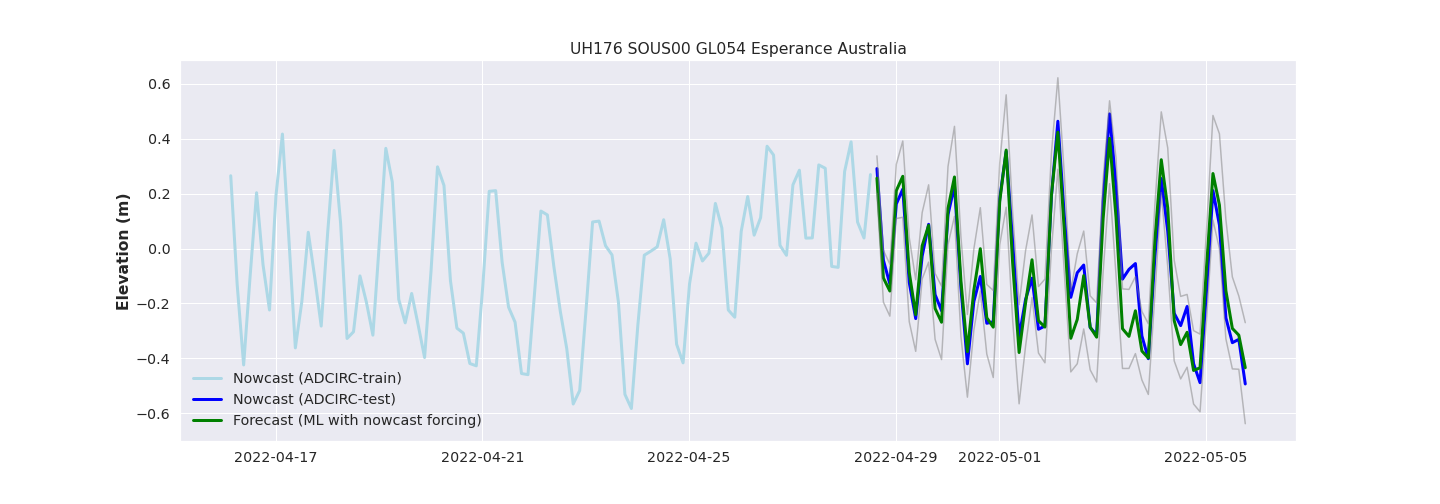 UH176 SOUS00 GL054 Esperance Australia
Elevation (m)
0.6
0.4
0.2
0.0
−0.2
−0.4
−0.6
Nowcast (ADCIRC-train)
Nowcast (ADCIRC-test)
Forecast (ML with nowcast forcing)
2022-04-17 2022-04-21 2022-04-25 2022-04-29 2022-05-01 2022-05-05